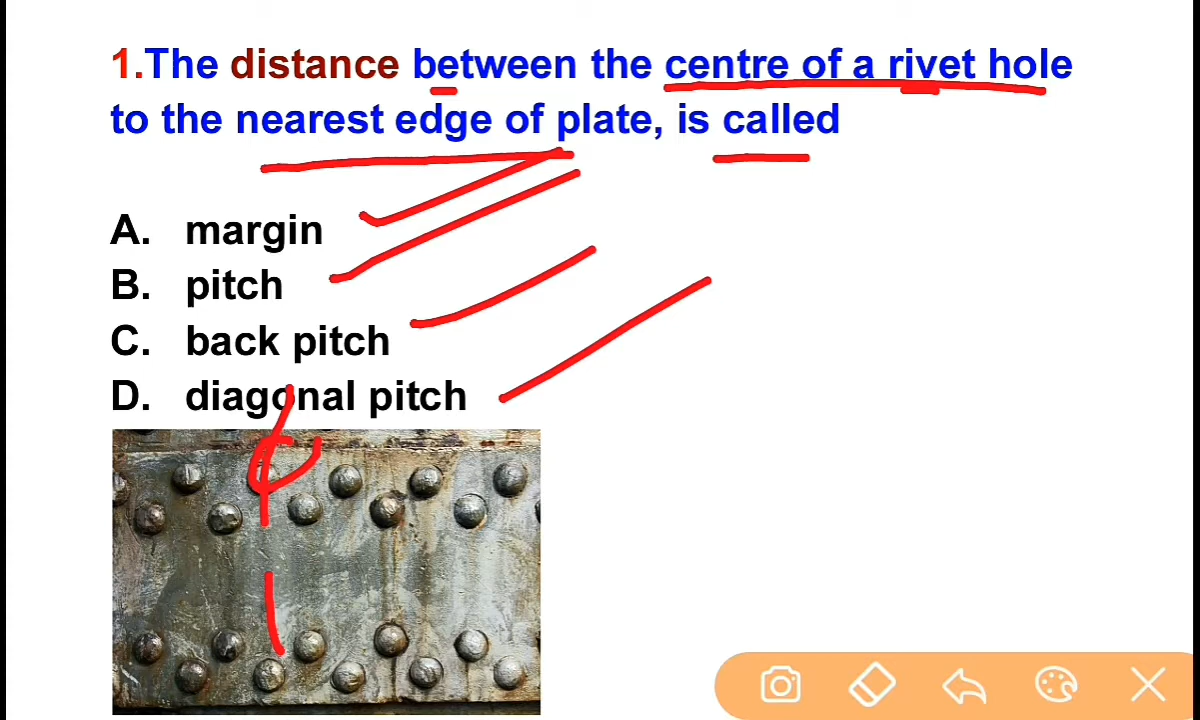 1.The distance between the centre of a rivet hole
to the nearest edge of plate, is called
A. margin
B. pitch
C. back pitch
D. diagonal pitch